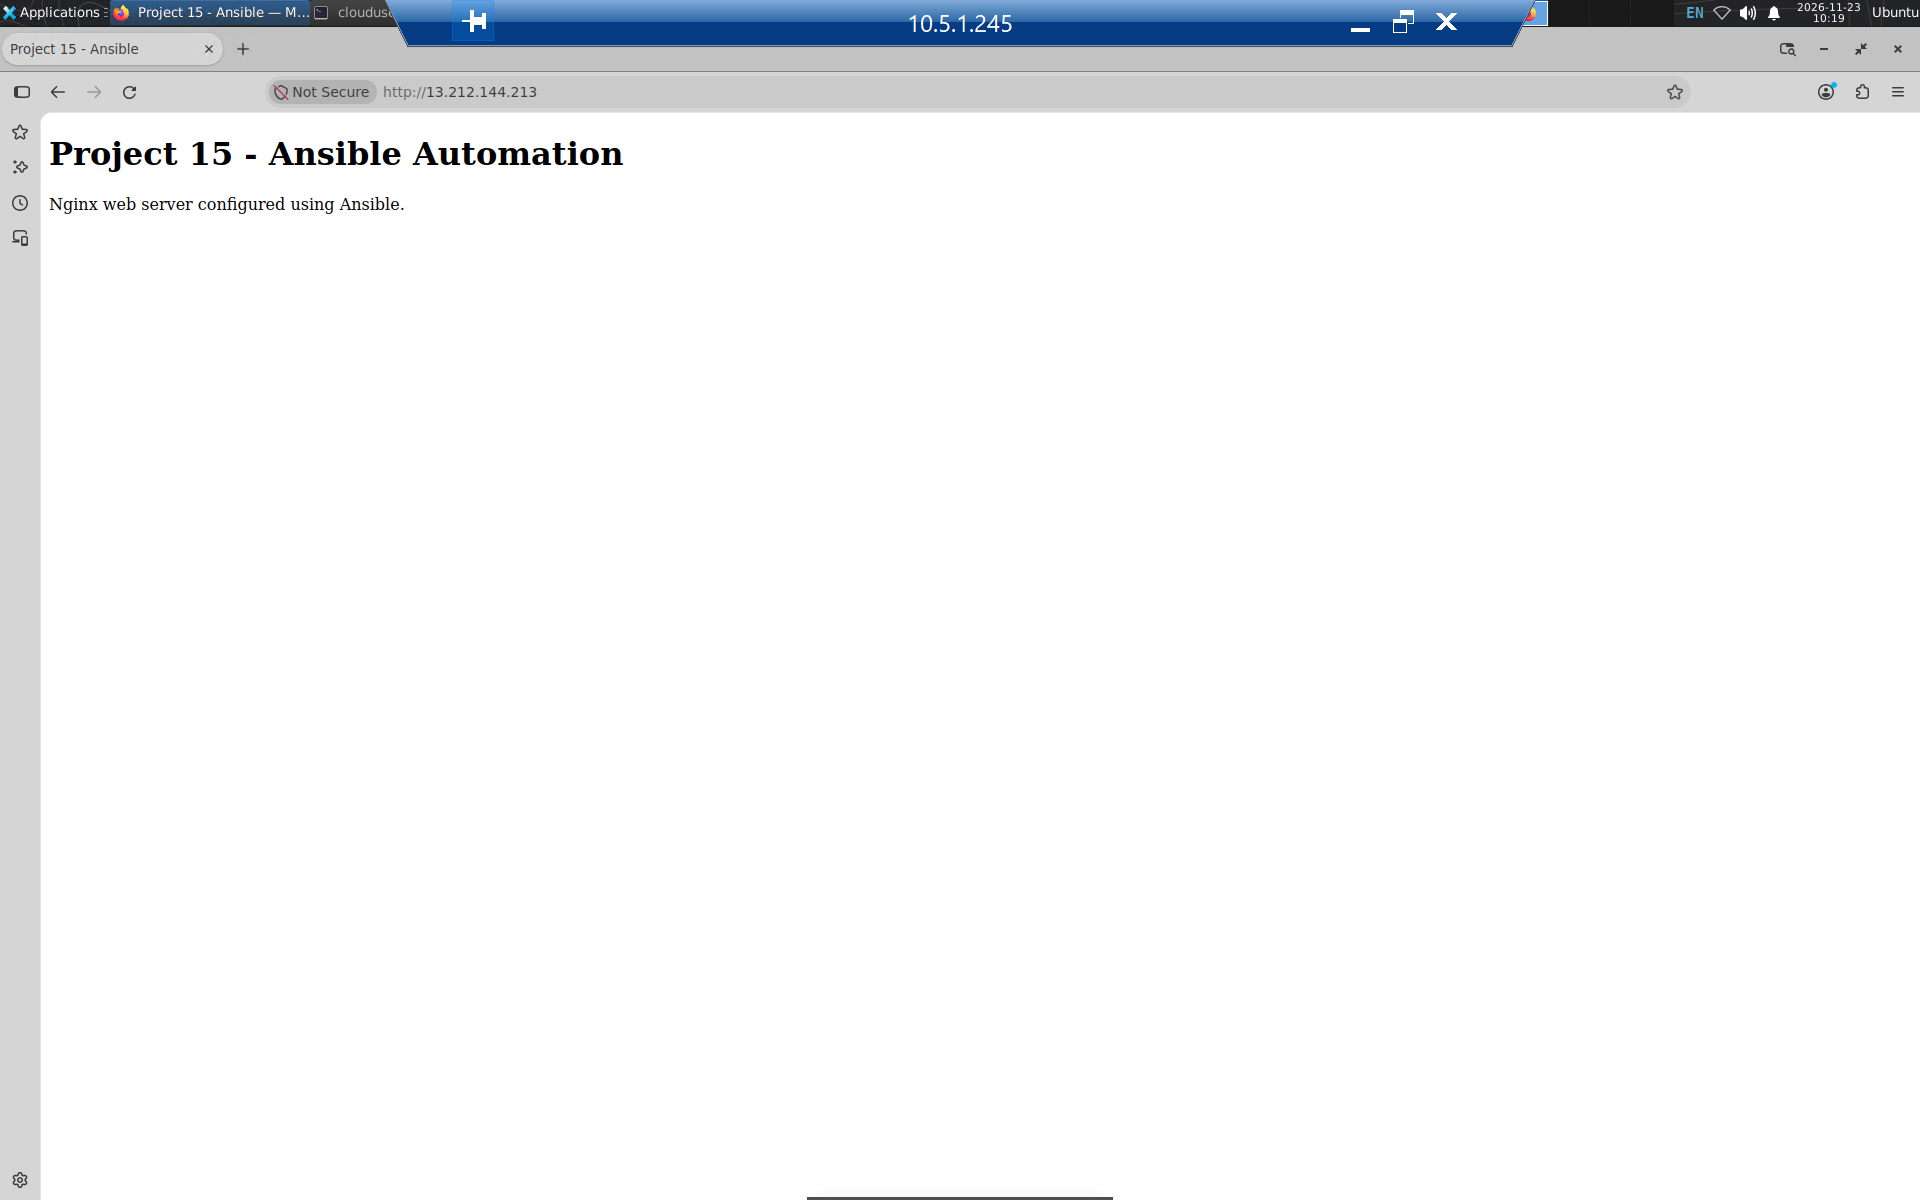 Applications
Project 15 - Ansible — M...
clouduse
10.5.1.245
EN
2026-11-23
10:19
Ubuntu
Project 15 - Ansible
Not Secure
http://13.212.144.213
Project 15 - Ansible Automation
Nginx web server configured using Ansible.